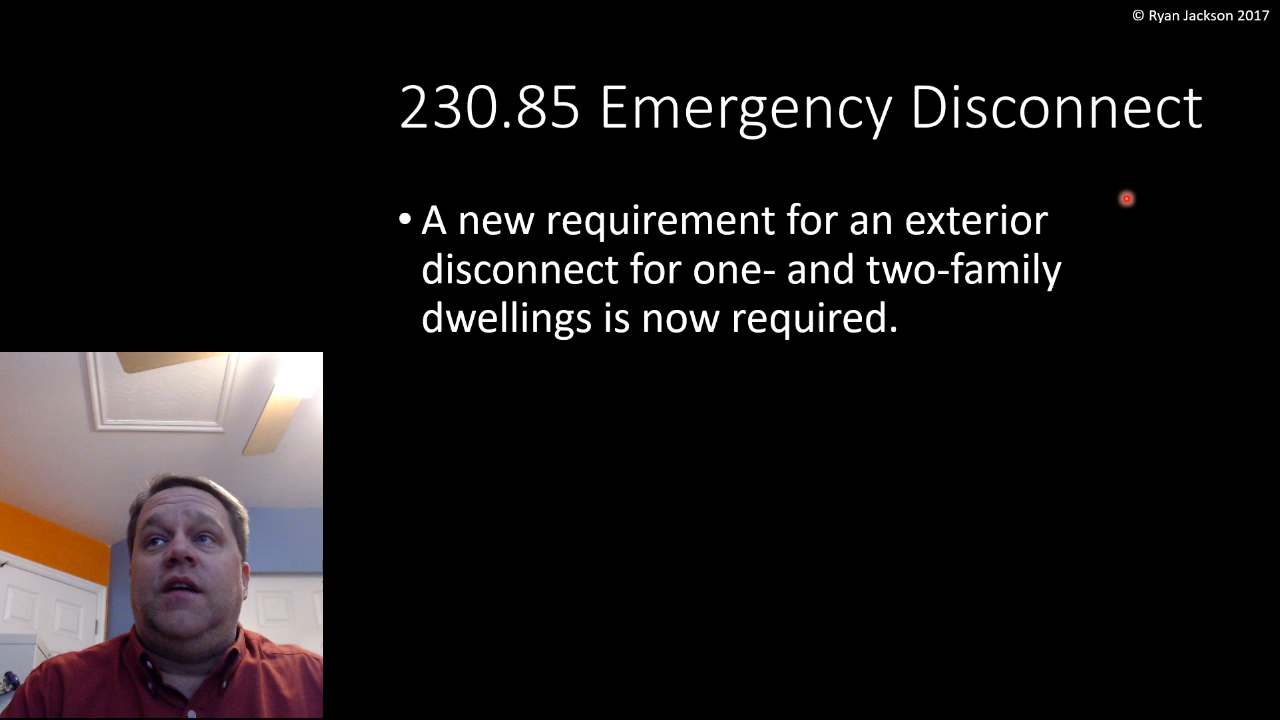 © Ryan Jackson 2017
230.85 Emergency Disconnect
• A new requirement for an exterior
disconnect for one- and two-family
dwellings is now required.